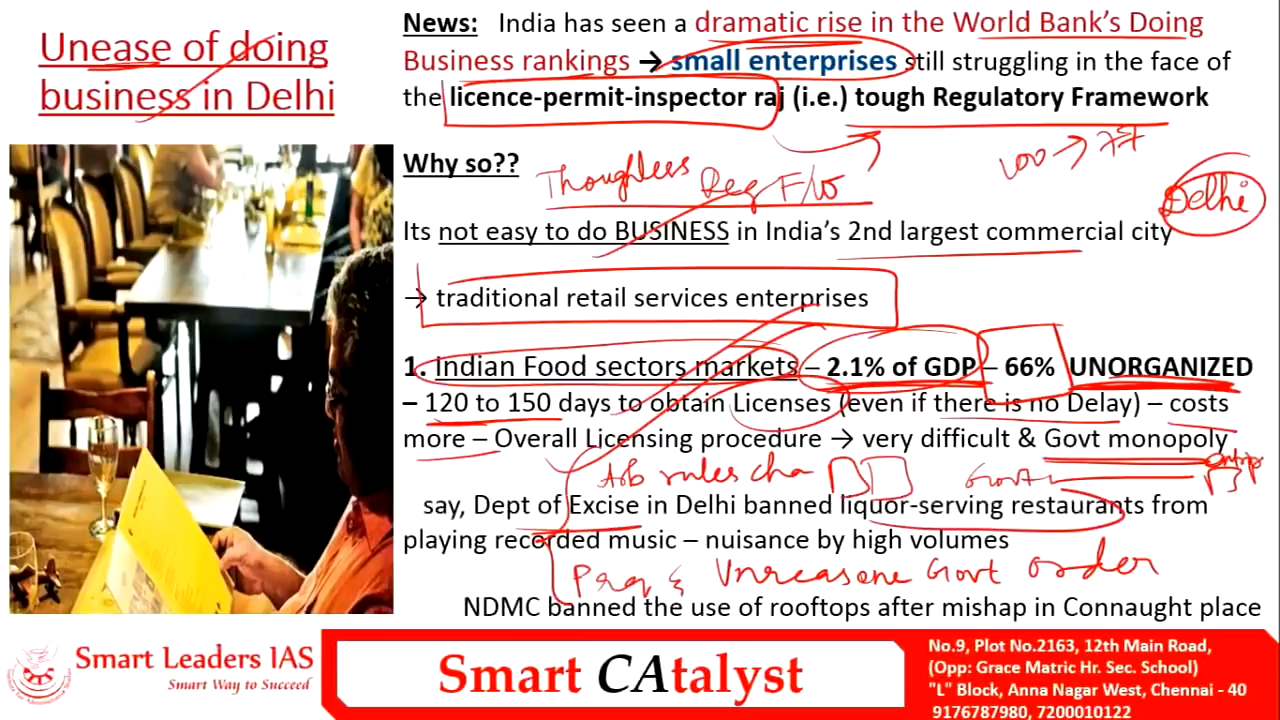 Unease of doing
business in Delhi
News: India has seen a dramatic rise in the World Bank's Doing
Business rankings → small enterprises still struggling in the face of
the licence-permit-inspector raj (i.e.) tough Regulatory Framework
100 → 77
Why so??
Thoughtless Reg F/w
Delhi
Its not easy to do BUSINESS in India's 2nd largest commercial city
→ traditional retail services enterprises
1. Indian Food sectors markets – 2.1% of GDP – 66% UNORGANIZED
– 120 to 150 days to obtain Licenses (even if there is no Delay) – costs
more – Overall Licensing procedure → very difficult & Govt monopoly
rules
say, Dept of Excise in Delhi banned liquor-serving restaurants from
playing recorded music – nuisance by high volumes
Govt order
NDMC banned the use of rooftops after mishap in Connaught place
Smart Leaders IAS
Smart Way to Succeed
Smart CAtalyst
No.9, Plot No.2163, 12th Main Road,
(Opp: Grace Matric Hr. Sec. School)
"L" Block, Anna Nagar West, Chennai - 40
9176787980, 7200010122